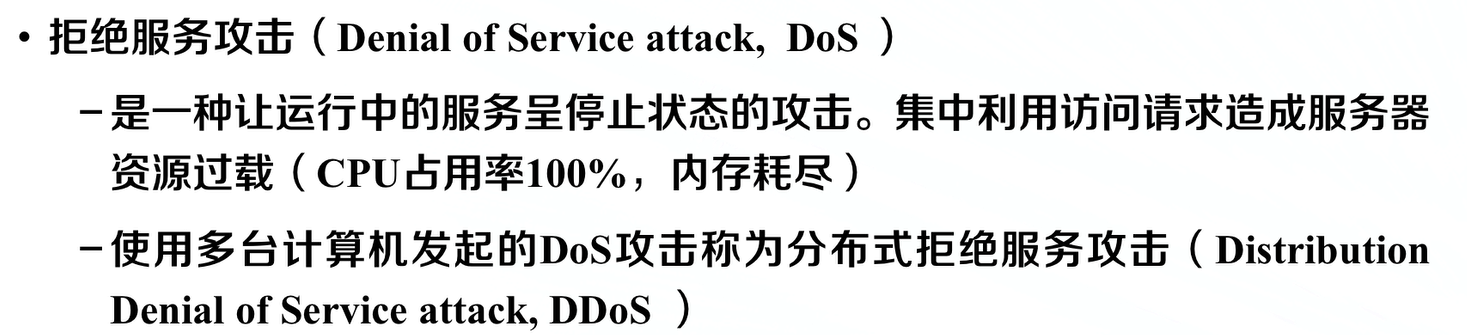 • 拒绝服务攻击（Denial of Service attack, DoS ）
–是一种让运行中的服务呈停止状态的攻击。集中利用访问请求造成服务器
资源过载（CPU占用率100%，内存耗尽）
–使用多台计算机发起的DoS攻击称为分布式拒绝服务攻击（Distribution
Denial of Service attack, DDoS ）